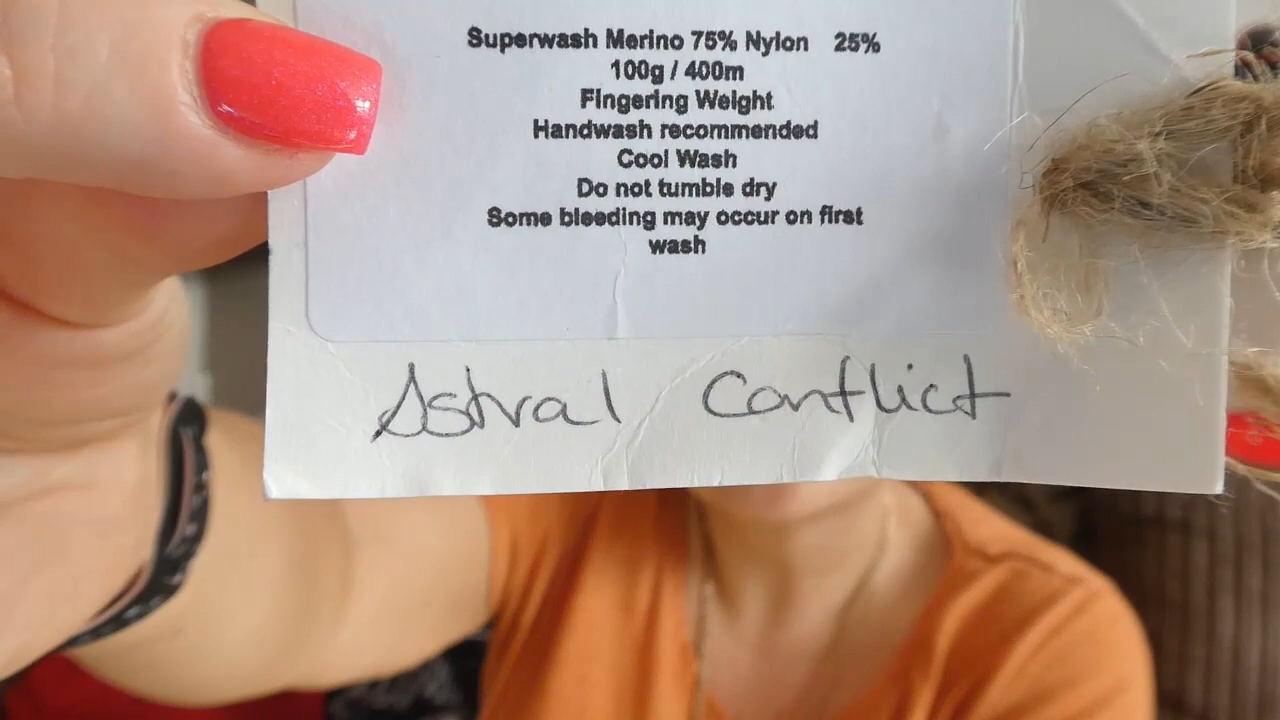 Superwash Merino 75% Nylon 25%
100g / 400m
Fingering Weight
Handwash recommended
Cool Wash
Do not tumble dry
Some bleeding may occur on first
wash
Astral Conflict